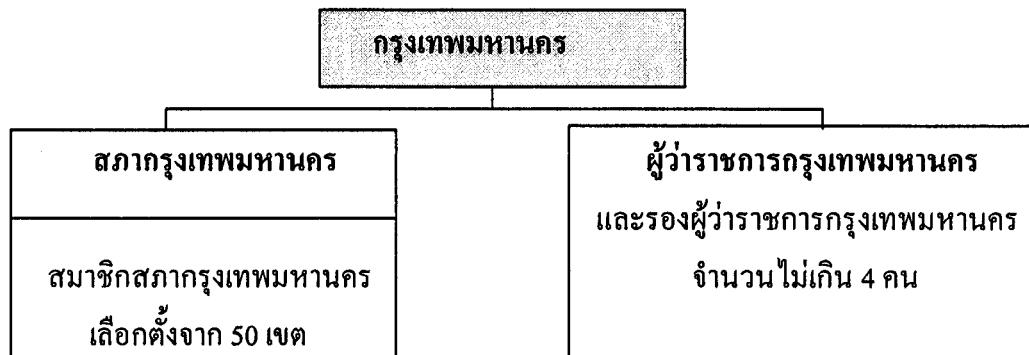 กรุงเทพมหานคร
สภากรุงเทพมหานคร
สมาชิกสภากรุงเทพมหานคร
เลือกตั้งจาก 50 เขต
ผู้ว่าราชการกรุงเทพมหานคร
และรองผู้ว่าราชการกรุงเทพมหานคร
จำนวน ไม่เกิน 4 คน